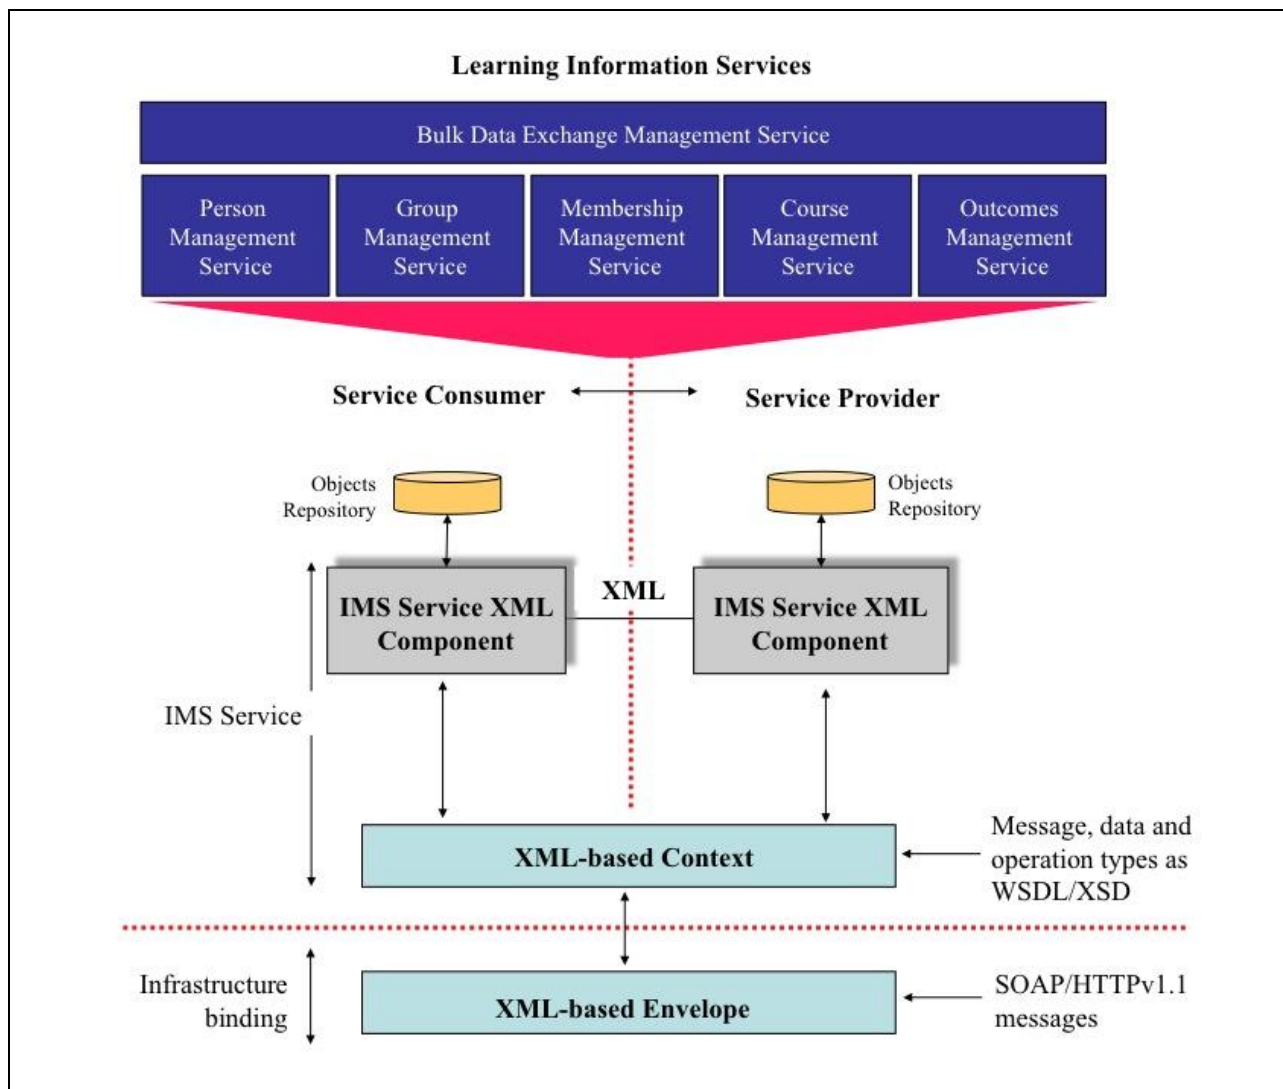 Learning Information Services
Bulk Data Exchange Management Service
Person
Management
Service
Group
Management
Service
Membership
Management
Service
Course
Management
Service
Outcomes
Management
Service
Service Consumer
Service Provider
Objects
Repository
Objects
Repository
IMS Service XML
Component
XML
IMS Service XML
Component
IMS Service
XML-based Context
Message, data and
operation types as
WSDL/XSD
Infrastructure
binding
XML-based Envelope
SOAP/HTTPv1.1
messages